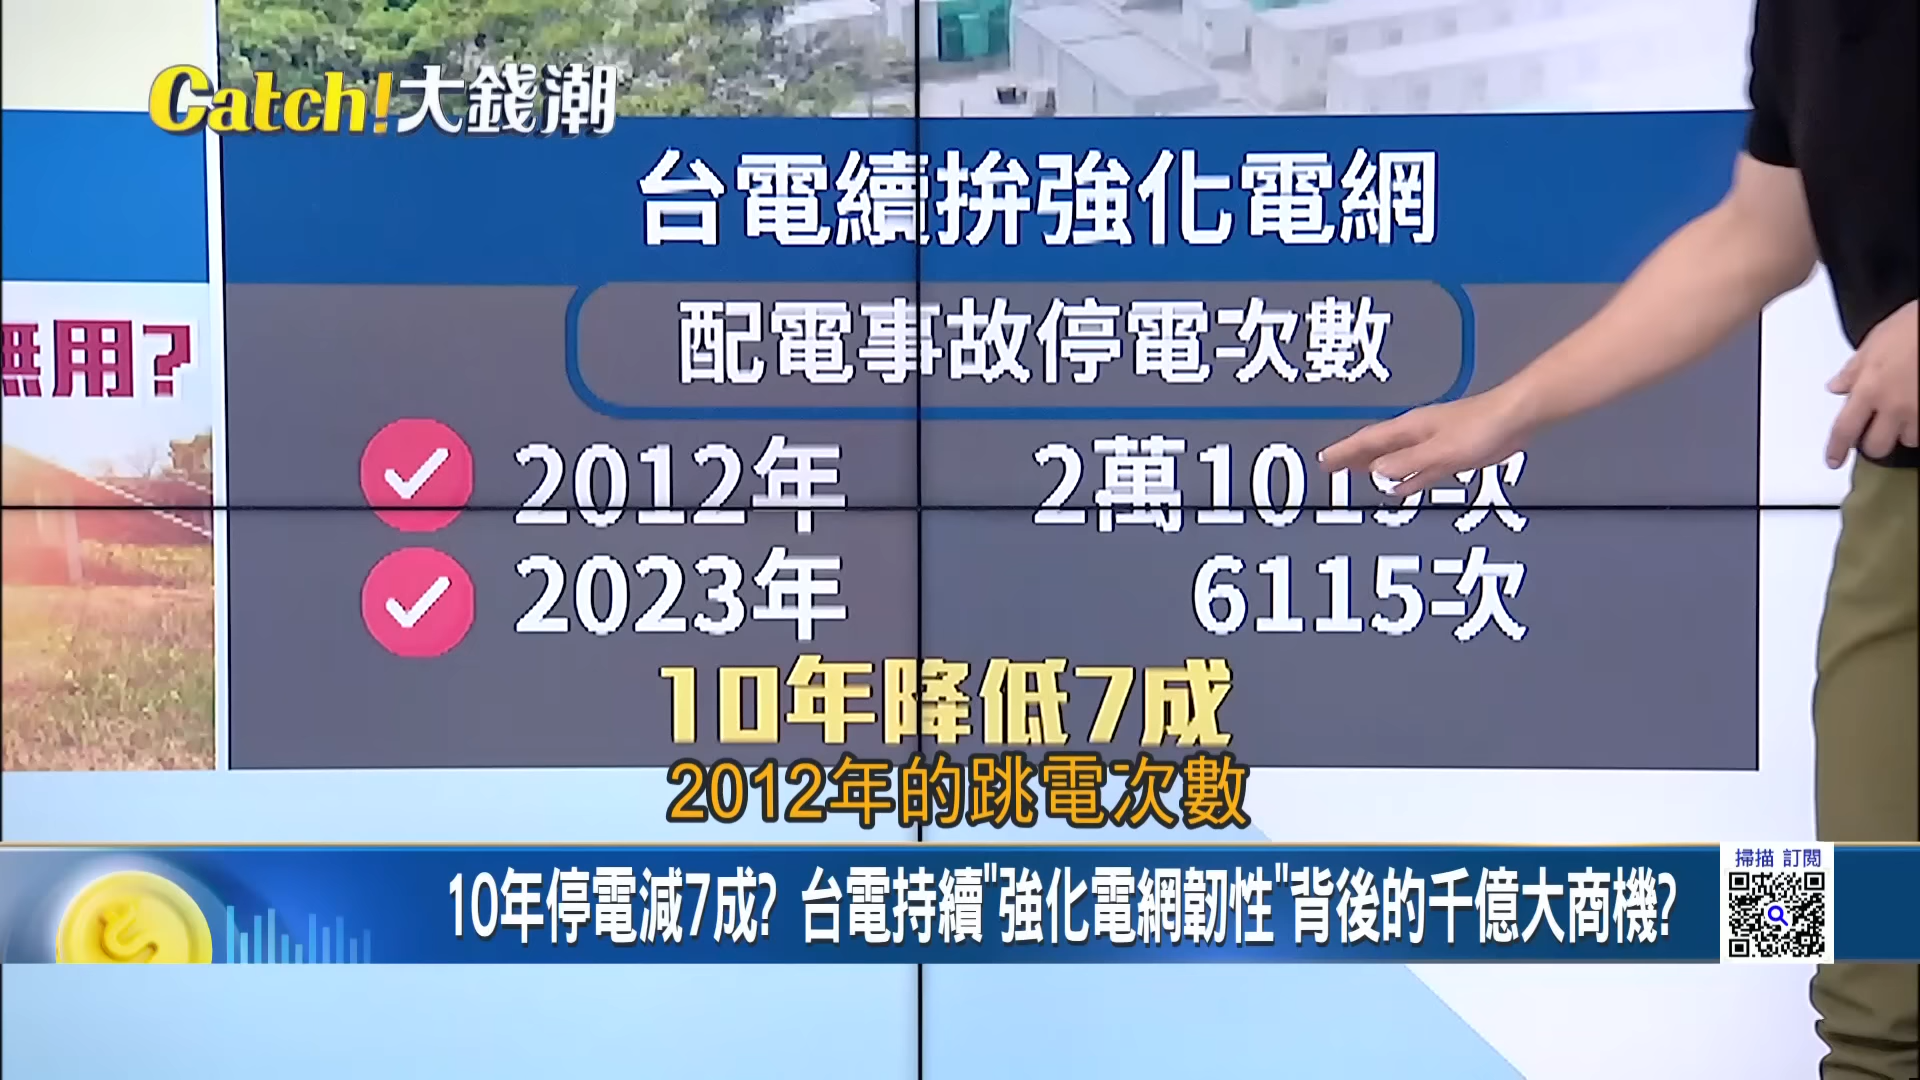 Catch!大錢潮
台電續拚強化電網
無用?
配電事故停電次數
2012年 2萬1019次
2023年 6115次
10年降低7成
2012年的跳電次數
10年停電減7成? 台電持續"強化電網韌性"背後的千億大商機?
掃描 訂閱